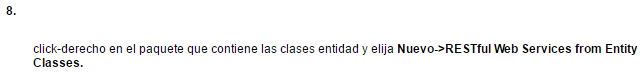 8.
click-derecho en el paquete que contiene las clases entidad y elija Nuevo->RESTful Web Services from Entity
Classes.